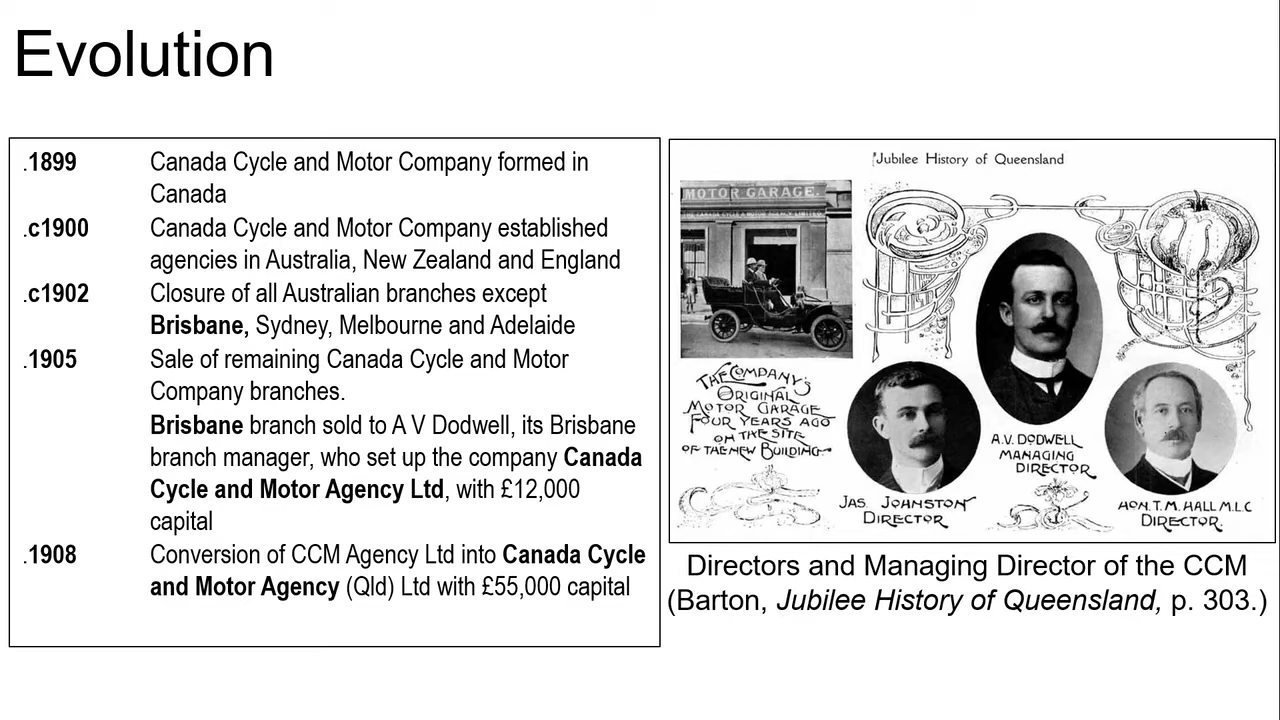 Evolution
.1899 Canada Cycle and Motor Company formed in
Canada
.c1900 Canada Cycle and Motor Company established
agencies in Australia, New Zealand and England
.c1902 Closure of all Australian branches except
Brisbane, Sydney, Melbourne and Adelaide
.1905 Sale of remaining Canada Cycle and Motor
Company branches.
Brisbane branch sold to A V Dodwell, its Brisbane
branch manager, who set up the company Canada
Cycle and Motor Agency Ltd, with £12,000
capital
.1908 Conversion of CCM Agency Ltd into Canada Cycle
and Motor Agency (Qld) Ltd with £55,000 capital
Jubilee History of Queensland
MOTOR GARAGE.
CANADA CYCLE & MOTOR AGENCY LIMITED
THE COMPANY'S
ORIGINAL
MOTOR GARAGE
FOUR YEARS AGO
ON THE SITE
OF THE NEW BUILDING
A.V. DODWELL
MANAGING
DIRECTOR
JAS JOHNSTON
DIRECTOR
HON. T. M. HALL M.L.C
DIRECTOR.
Directors and Managing Director of the CCM
(Barton, Jubilee History of Queensland, p. 303.)